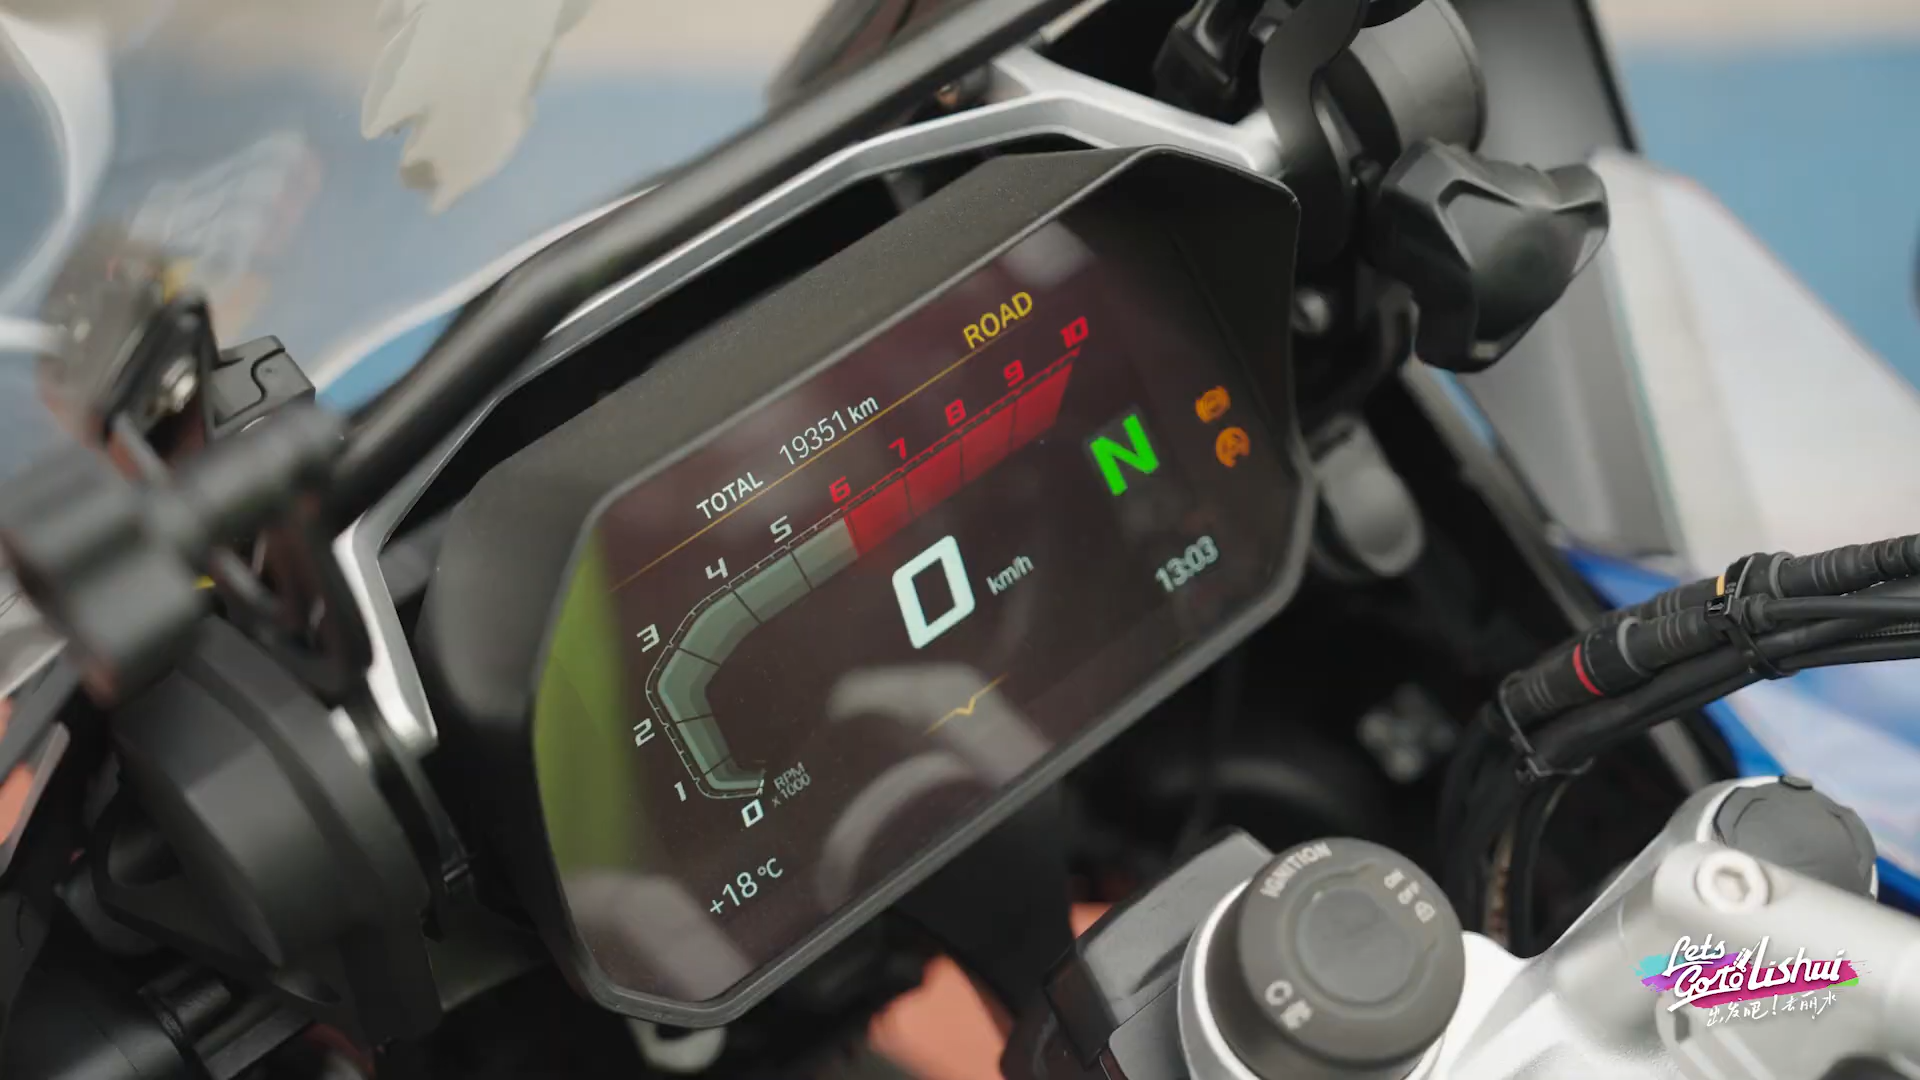 ROAD
TOTAL 19351 km
10
9
8
7
6
5
4
3
2
1
0
RPM
x 1000
N
0 km/h
13:03
+18°C
IGNITION
Lets
Go to Lishui
出发吧!去丽水